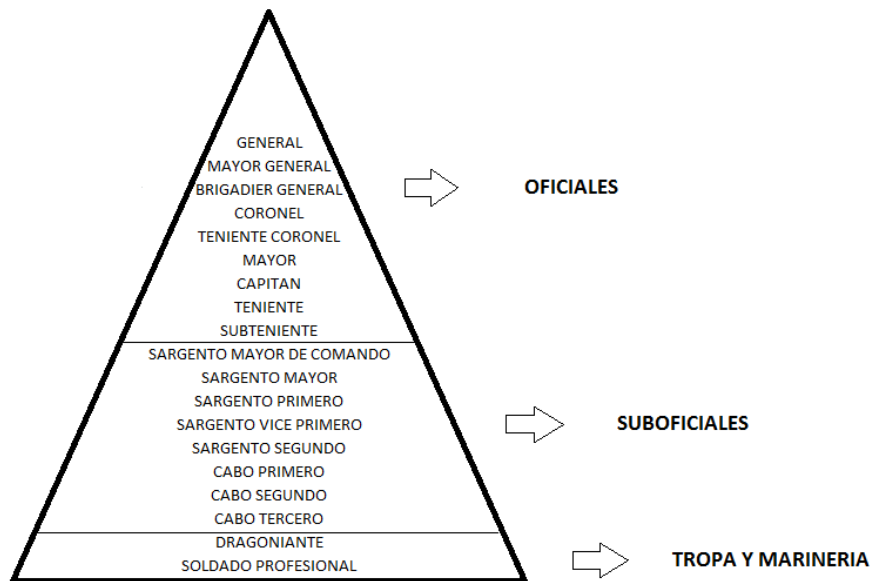 GENERAL
MAYOR GENERAL
BRIGADIER GENERAL
CORONEL
TENIENTE CORONEL
MAYOR
CAPITAN
TENIENTE
SUBTENIENTE
OFICIALES
SARGENTO MAYOR DE COMANDO
SARGENTO MAYOR
SARGENTO PRIMERO
SARGENTO VICE PRIMERO
SARGENTO SEGUNDO
CABO PRIMERO
CABO SEGUNDO
CABO TERCERO
SUBOFICIALES
DRAGONIANTE
SOLDADO PROFESIONAL
TROPA Y MARINERIA